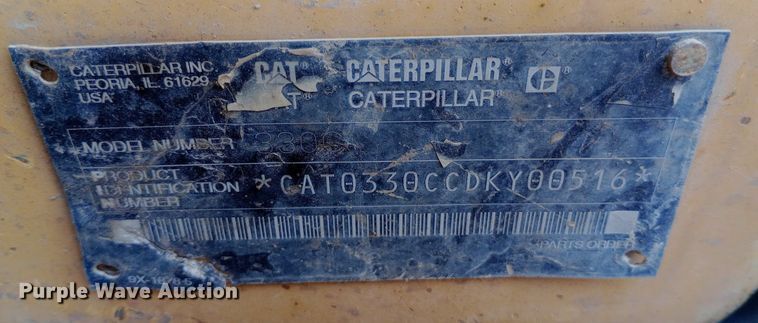 CATERPILLAR INC.
PEORIA, IL 61629
USA
CAT® CATERPILLAR®
CATERPILLAR®
MODEL NUMBER 330C
PRODUCT
IDENTIFICATION
NUMBER
*CAT0330CCDKY00516*
PARTS ORDER
Purple Wave Auction